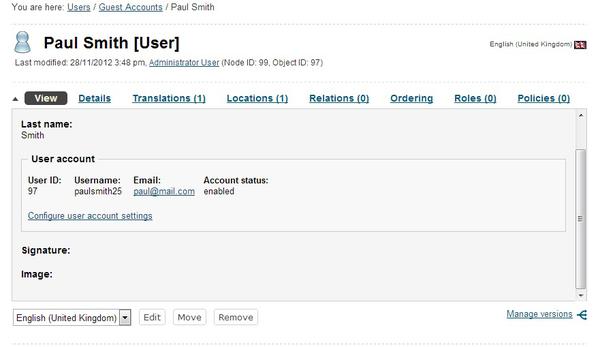 You are here: Users / Guest Accounts / Paul Smith
Paul Smith [User]
English (United Kingdom)
Last modified: 28/11/2012 3:48 pm, Administrator User (Node ID: 99, Object ID: 97)
View Details Translations (1) Locations (1) Relations (0) Ordering Roles (0) Policies (0)
Last name:
Smith
User account
User ID: Username: Email: Account status:
97 paulsmith25 paul@mail.com enabled
Configure user account settings
Signature:
Image:
English (United Kingdom) Edit Move Remove
Manage versions